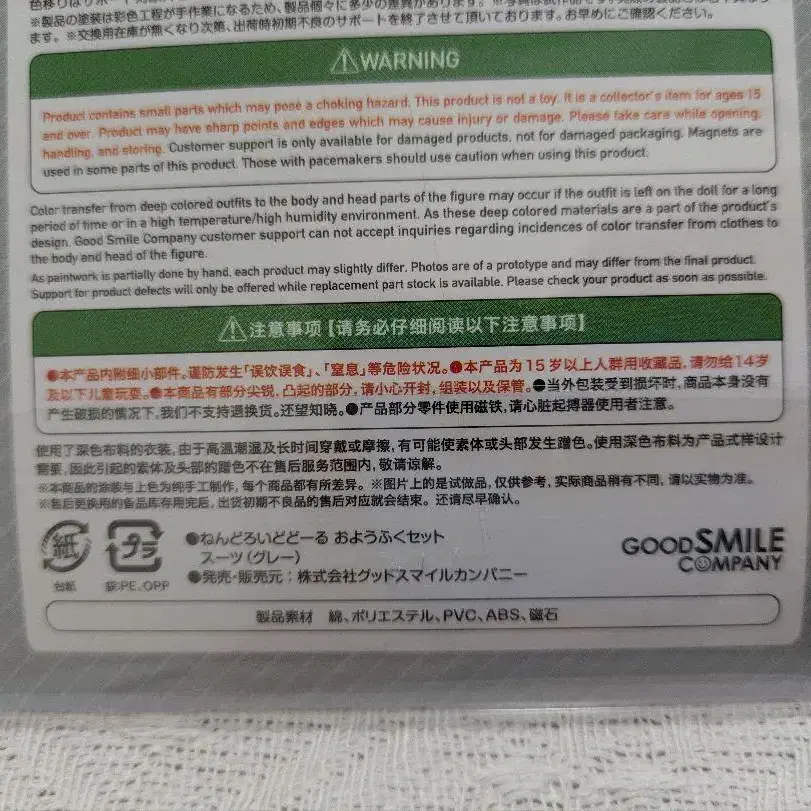 ※製品の塗装は彩色工程が手作業になるため、製品個々に多少の差異があります。
ます。※交換用在庫が無くなり次第、出荷時初期不良のサポートを終了させて頂いております。お早めにご確認ください。
⚠WARNING
Product contains small parts which may pose a choking hazard. This product is not a toy. It is a collector's item for ages 15
and over. Product may have sharp points and edges which may cause injury or damage. Please take care while opening,
handling, and storing. Customer support is only available for damaged products, not for damaged packaging. Magnets are
used in some parts of this product. Those with pacemakers should use caution when using this product.
Color transfer from deep colored outfits to the body and head parts of the figure may occur if the outfit is left on the doll for a long
period of time or in a high temperature/high humidity environment. As these deep colored materials are a part of the product's
design, Good Smile Company customer support can not accept inquiries regarding incidences of color transfer from clothes to
the body and head of the figure.
As paintwork is partially done by hand, each product may slightly differ. Photos are of a prototype and may differ from the final product.
Support for product defects will only be offered while replacement part stock is available. Please check your product as soon as possible.
⚠注意事项【请务必仔细阅读以下注意事项】
●本产品内附细小部件。谨防发生「误饮误食」、「窒息」等危险状况。●本产品为15岁以上人群用收藏品,请勿给14岁
及以下儿童玩耍。●本商品有部分尖锐,凸起的部分,请小心开封,组装以及保管。●当外包装受到损坏时,商品本身没有
产生破损的情况下,我们不支持退换货。还望知晓。●产品部分零件使用磁铁,请心脏起搏器使用者注意。
使用了深色布料的衣装,由于高温潮湿及长时间穿戴或摩擦,有可能使素体或头部发生蹭色。使用深色布料为产品式样设计
需要,因此引起的素体及头部的蹭色不在售后服务范围内,敬请谅解。
※本商品的涂装与上色为纯手工制作,每个商品都有所差异。※图片上的是试做品,仅供参考,实际商品稍有不同,请以实物为准。
※售后更换用的备品库存用完后,出货初期不良品的售后对应就会结束。还请尽早确认。
紙 プラ
台紙 袋:PE、OPP
●ねんどろいどどーる おようふくセット
スーツ(グレー)
●発売・販売元:株式会社グッドスマイルカンパニー
GOOD SMILE
COMPANY
製品素材 綿、ポリエステル、PVC、ABS、磁石